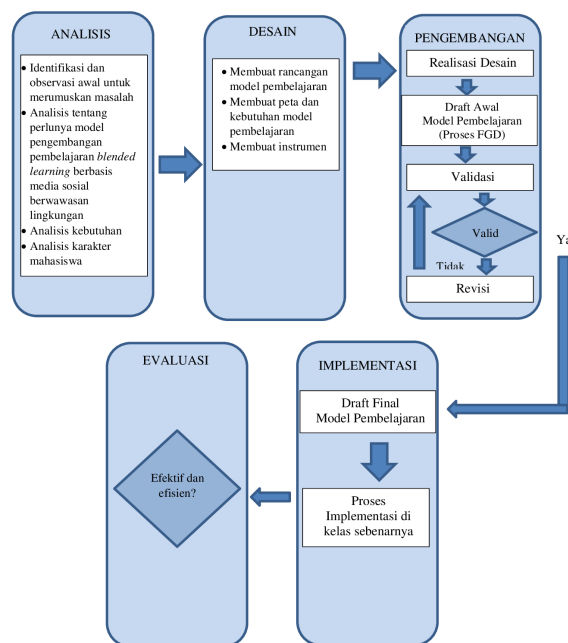 ANALISIS
• Identifikasi dan
observasi awal untuk
merumuskan masalah
• Analisis tentang
perlunya model
pengembangan
pembelajaran blended
learning berbasis
media sosial
berwawasan
lingkungan
• Analisis kebutuhan
• Analisis karakter
mahasiswa
DESAIN
• Membuat rancangan
model pembelajaran
• Membuat peta dan
kebutuhan model
pembelajaran
• Membuat instrumen
PENGEMBANGAN
Realisasi Desain
Draft Awal
Model Pembelajaran
(Proses FGD)
Validasi
Valid
Ya
Tidak
Revisi
IMPLEMENTASI
Draft Final
Model Pembelajaran
Proses
Implementasi di
kelas sebenarnya
EVALUASI
Efektif dan
efisien?